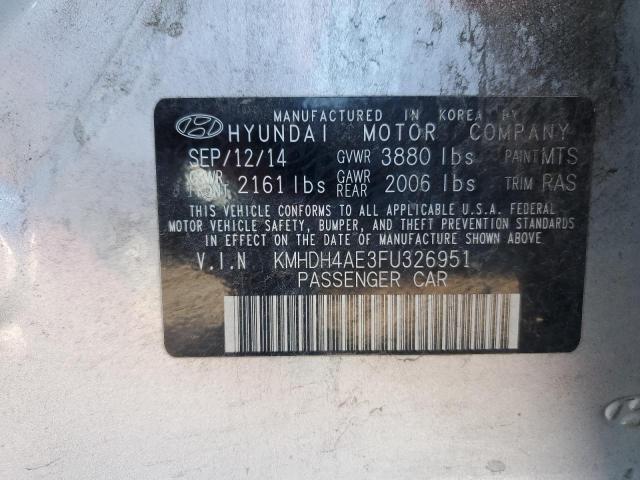 MANUFACTURED IN KOREA BY
HYUNDAI MOTOR COMPANY
SEP/12/14 GVWR 3880 lbs PAINT MTS
GAWR FRONT 2161 lbs GAWR REAR 2006 lbs TRIM RAS
THIS VEHICLE CONFORMS TO ALL APPLICABLE U.S.A. FEDERAL
MOTOR VEHICLE SAFETY, BUMPER, AND THEFT PREVENTION STANDARDS
IN EFFECT ON THE DATE OF MANUFACTURE SHOWN ABOVE.
V.I.N KMHDH4AE3FU326951
PASSENGER CAR